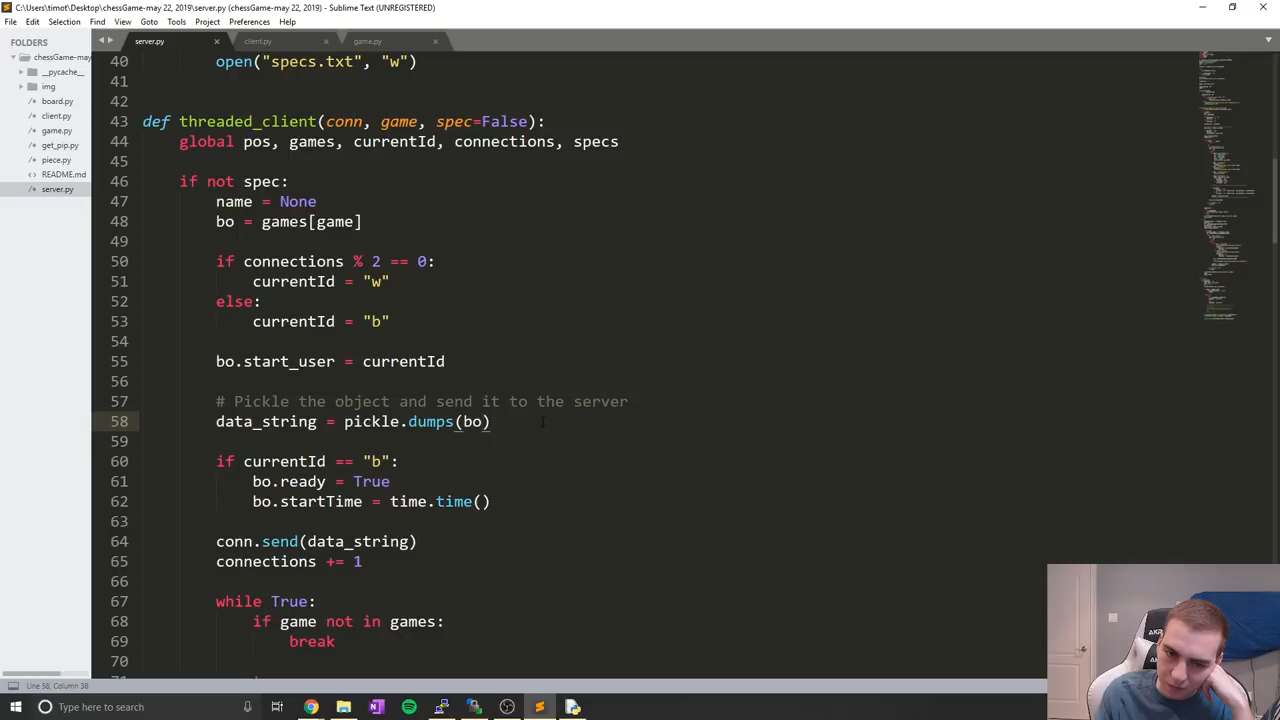 C:\Users\timot\Desktop\chessGame-may 22, 2019\server.py (chessGame-may 22, 2019) - Sublime Text (UNREGISTERED)
File Edit Selection Find View Goto Tools Project Preferences Help
FOLDERS
chessGame-may
__pycache__
img
board.py
client.py
game.py
get_pip.py
piece.py
README.md
server.py
server.py client.py game.py
40 open("specs.txt", "w")
41
42
43 def threaded_client(conn, game, spec=False):
44 global pos, games, currentId, connections, specs
45
46 if not spec:
47 name = None
48 bo = games[game]
49
50 if connections % 2 == 0:
51 currentId = "w"
52 else:
53 currentId = "b"
54
55 bo.start_user = currentId
56
57 # Pickle the object and send it to the server
58 data_string = pickle.dumps(bo)
59
60 if currentId == "b":
61 bo.ready = True
62 bo.startTime = time.time()
63
64 conn.send(data_string)
65 connections += 1
66
67 while True:
68 if game not in games:
69 break
70
Line 58, Column 38
Type here to search